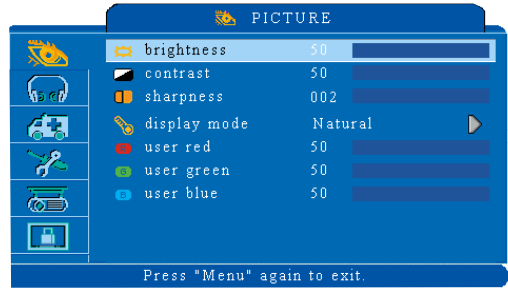 PICTURE
brightness 50
contrast 50
sharpness 002
display mode Natural
user red 50
user green 50
user blue 50
Press "Menu" again to exit.